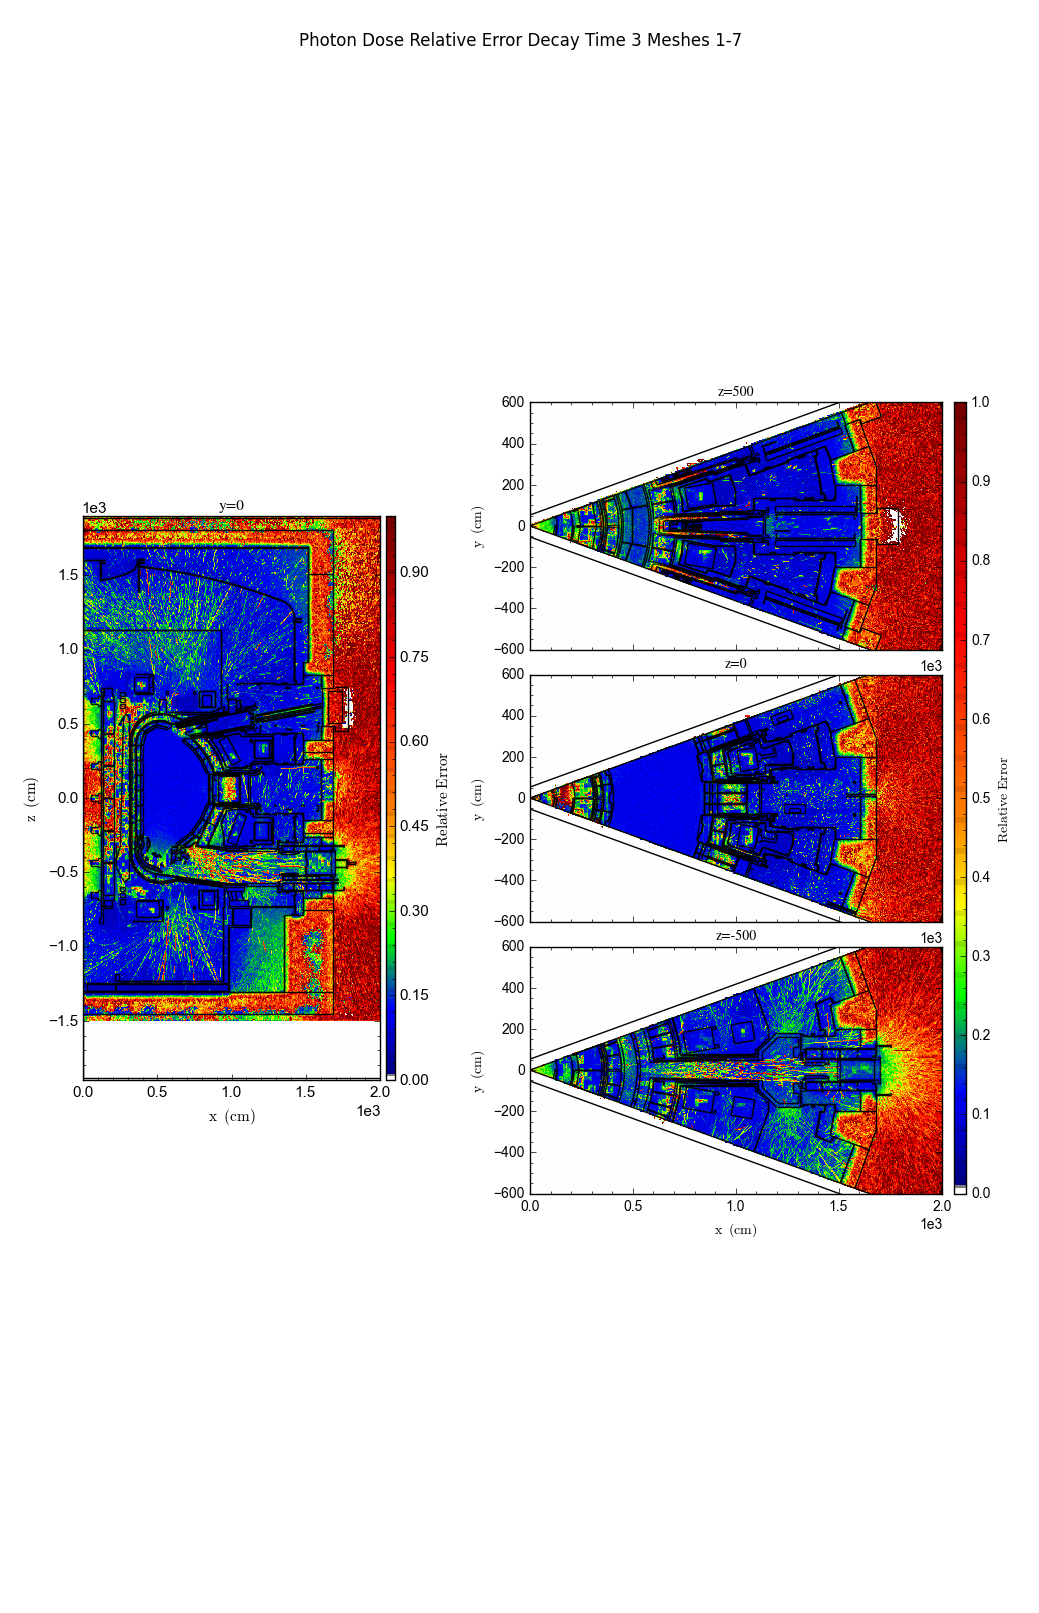 Photon Dose Relative Error Decay Time 3 Meshes 1-7
1e3
y=0
1.5
1.0
0.5
0.0
−0.5
−1.0
−1.5
z (cm)
0.0 0.5 1.0 1.5 2.0
1e3
x (cm)
0.90
0.75
0.60
0.45
0.30
0.15
0.00
Relative Error
z=500
600
400
200
0
−200
−400
−600
y (cm)
1e3
z=0
600
400
200
0
−200
−400
−600
y (cm)
1e3
z=-500
600
400
200
0
−200
−400
−600
y (cm)
0.0 0.5 1.0 1.5 2.0
1e3
x (cm)
1.0
0.9
0.8
0.7
0.6
0.5
0.4
0.3
0.2
0.1
0.0
Relative Error